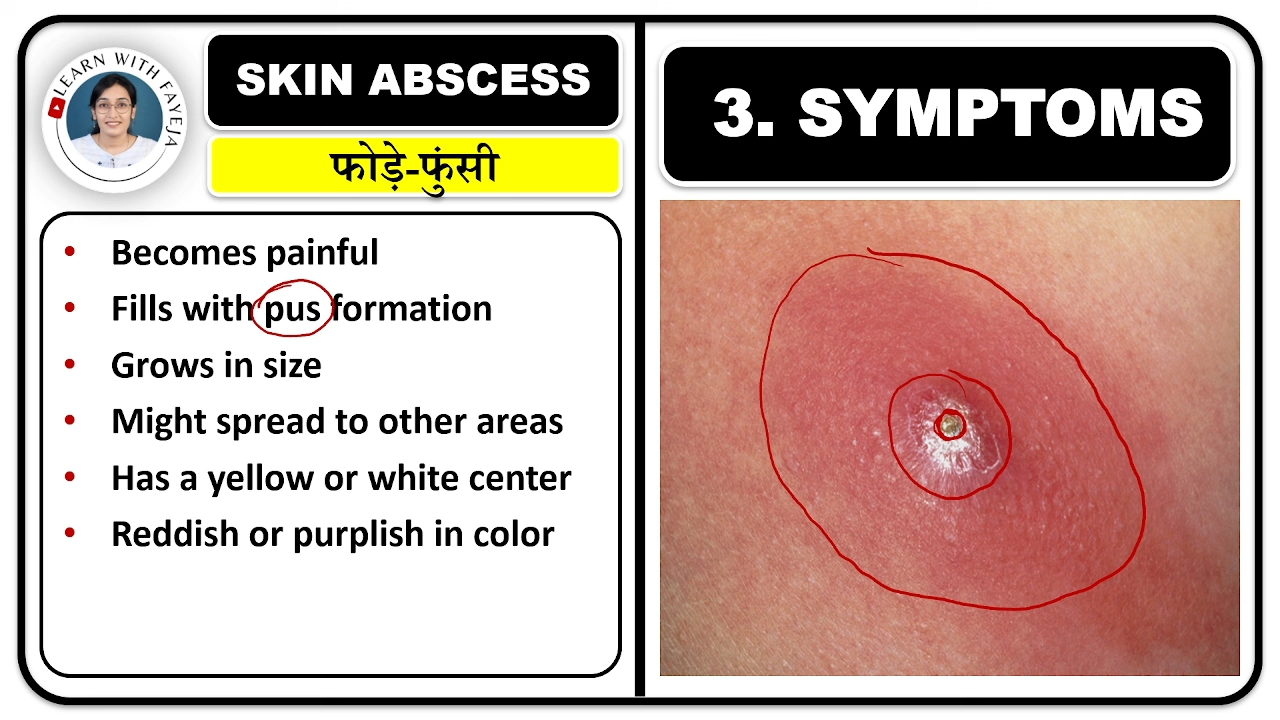 LEARN WITH FAYEJA
SKIN ABSCESS
फोड़े-फुंसी
• Becomes painful
• Fills with pus formation
• Grows in size
• Might spread to other areas
• Has a yellow or white center
• Reddish or purplish in color
3. SYMPTOMS